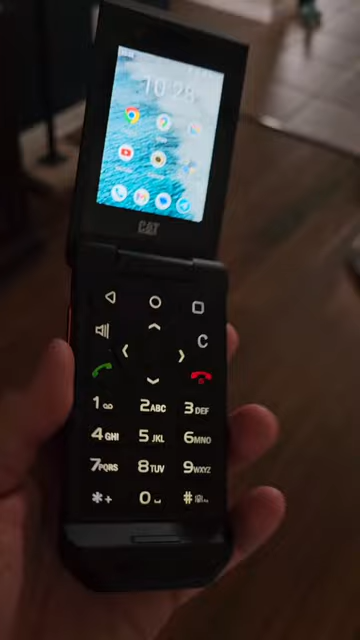 10:28
CAT
C
1
2ABC 3DEF
4GHI 5JKL 6MNO
7PQRS 8TUV 9WXYZ
*+ 0 #